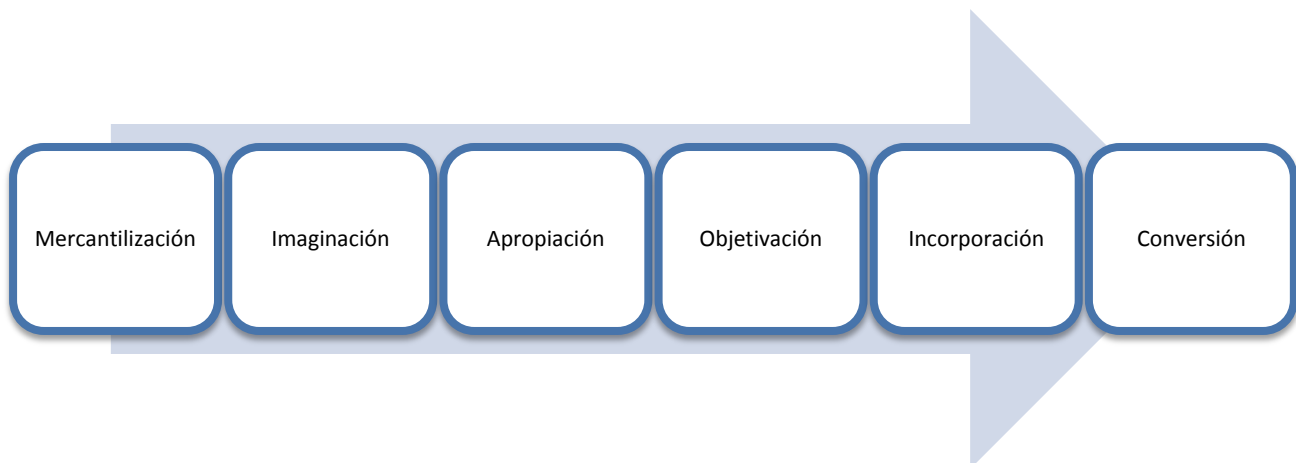 Mercantilización
Imaginación
Apropiación
Objetivación
Incorporación
Conversión